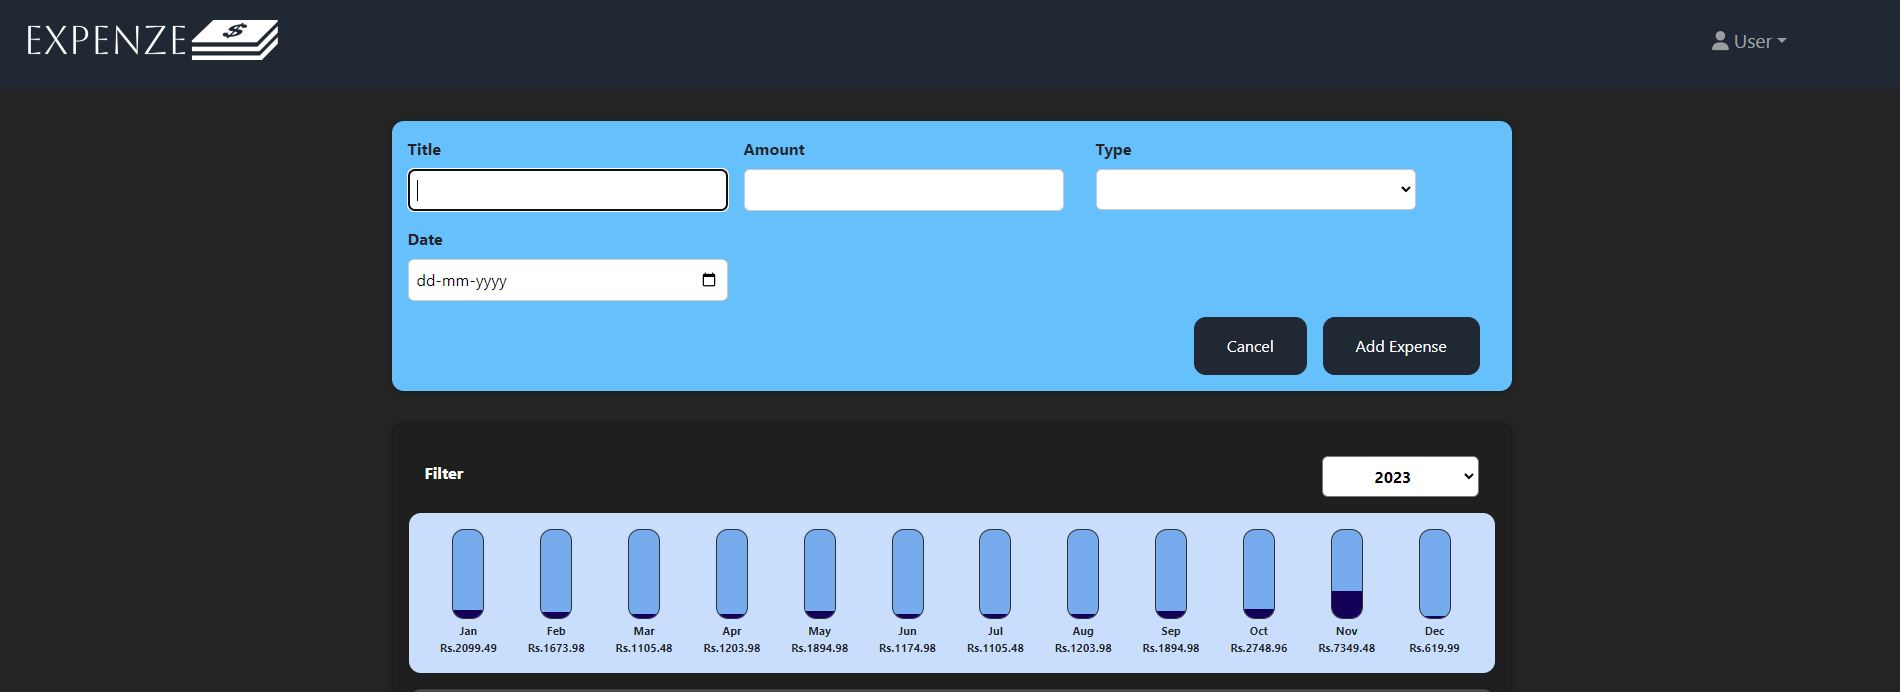 EXPENZE $
User
Title
Amount
Type
Date
dd-mm-yyyy
Cancel
Add Expense
Filter
2023
Jan Feb Mar Apr May Jun Jul Aug Sep Oct Nov Dec
Rs.2099.49 Rs.1673.98 Rs.1105.48 Rs.1203.98 Rs.1894.98 Rs.1174.98 Rs.1105.48 Rs.1203.98 Rs.1894.98 Rs.2748.96 Rs.7349.48 Rs.619.99